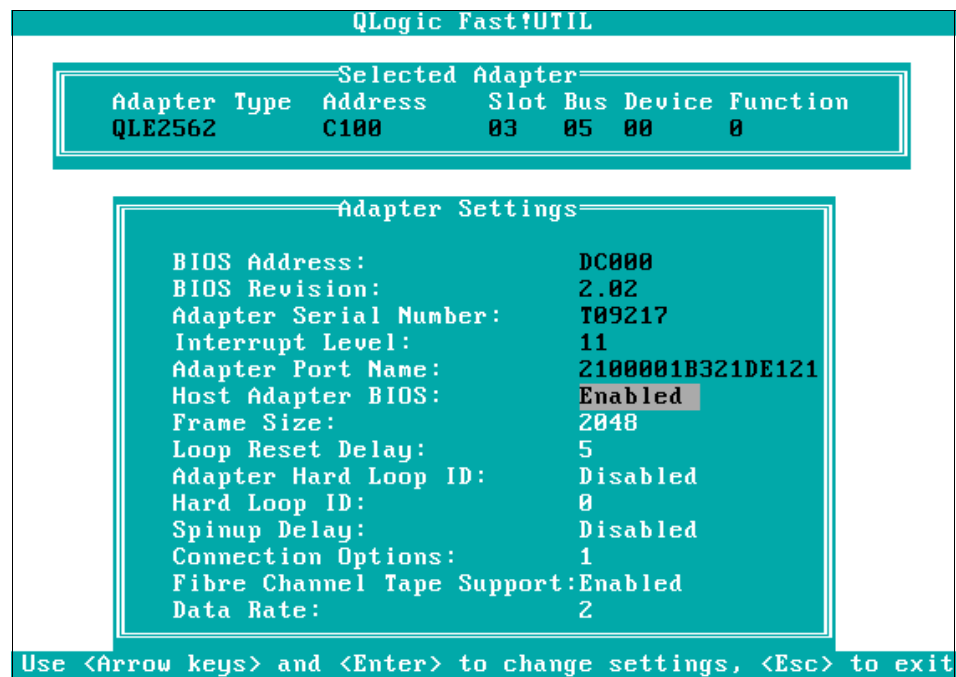 QLogic Fast!UTIL
Selected Adapter
Adapter Type Address Slot Bus Device Function
QLE2562 C100 03 05 00 0
Adapter Settings
BIOS Address: DC000
BIOS Revision: 2.02
Adapter Serial Number: T09217
Interrupt Level: 11
Adapter Port Name: 2100001B321DE121
Host Adapter BIOS: Enabled
Frame Size: 2048
Loop Reset Delay: 5
Adapter Hard Loop ID: Disabled
Hard Loop ID: 0
Spinup Delay: Disabled
Connection Options: 1
Fibre Channel Tape Support:Enabled
Data Rate: 2
Use <Arrow keys> and <Enter> to change settings, <Esc> to exit